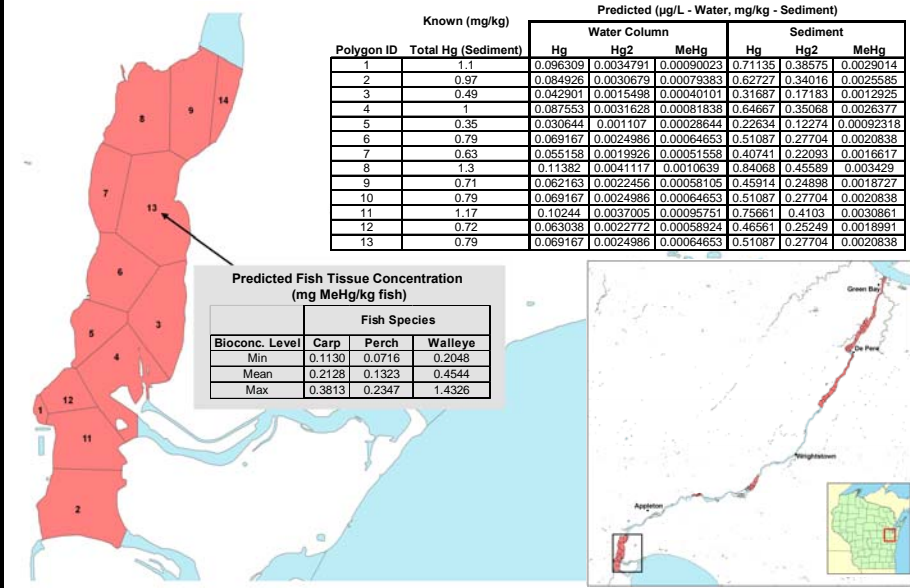 Known (mg/kg)
Predicted (µg/L - Water, mg/kg - Sediment)
Water Column Sediment
Polygon ID Total Hg (Sediment) Hg Hg2 MeHg Hg Hg2 MeHg
1 1.1 0.096309 0.0034791 0.00090023 0.71135 0.38575 0.0029014
2 0.97 0.084926 0.0030679 0.00079383 0.62727 0.34016 0.0025585
3 0.49 0.042901 0.0015498 0.00040101 0.31687 0.17183 0.0012925
4 1 0.087553 0.0031628 0.00081838 0.64667 0.35068 0.0026377
5 0.35 0.030644 0.001107 0.00028644 0.22634 0.12274 0.00092318
6 0.79 0.069167 0.0024986 0.00064653 0.51087 0.27704 0.0020838
7 0.63 0.055158 0.0019926 0.00051558 0.40741 0.22093 0.0016617
8 1.3 0.11382 0.0041117 0.0010639 0.84068 0.45589 0.003429
9 0.71 0.062163 0.0022456 0.00058105 0.45914 0.24898 0.0018727
10 0.79 0.069167 0.0024986 0.00064653 0.51087 0.27704 0.0020838
11 1.17 0.10244 0.0037005 0.00095751 0.75661 0.4103 0.0030861
12 0.72 0.063038 0.0022772 0.00058924 0.46561 0.25249 0.0018991
13 0.79 0.069167 0.0024986 0.00064653 0.51087 0.27704 0.0020838
14
9
8
7
13
6
3
5
4
12
1
11
2
Predicted Fish Tissue Concentration
(mg MeHg/kg fish)
Fish Species
Bioconc. Level Carp Perch Walleye
Min 0.1130 0.0716 0.2048
Mean 0.2128 0.1323 0.4544
Max 0.3813 0.2347 1.4326
Green Bay
De Pere
Wrightstown
Appleton